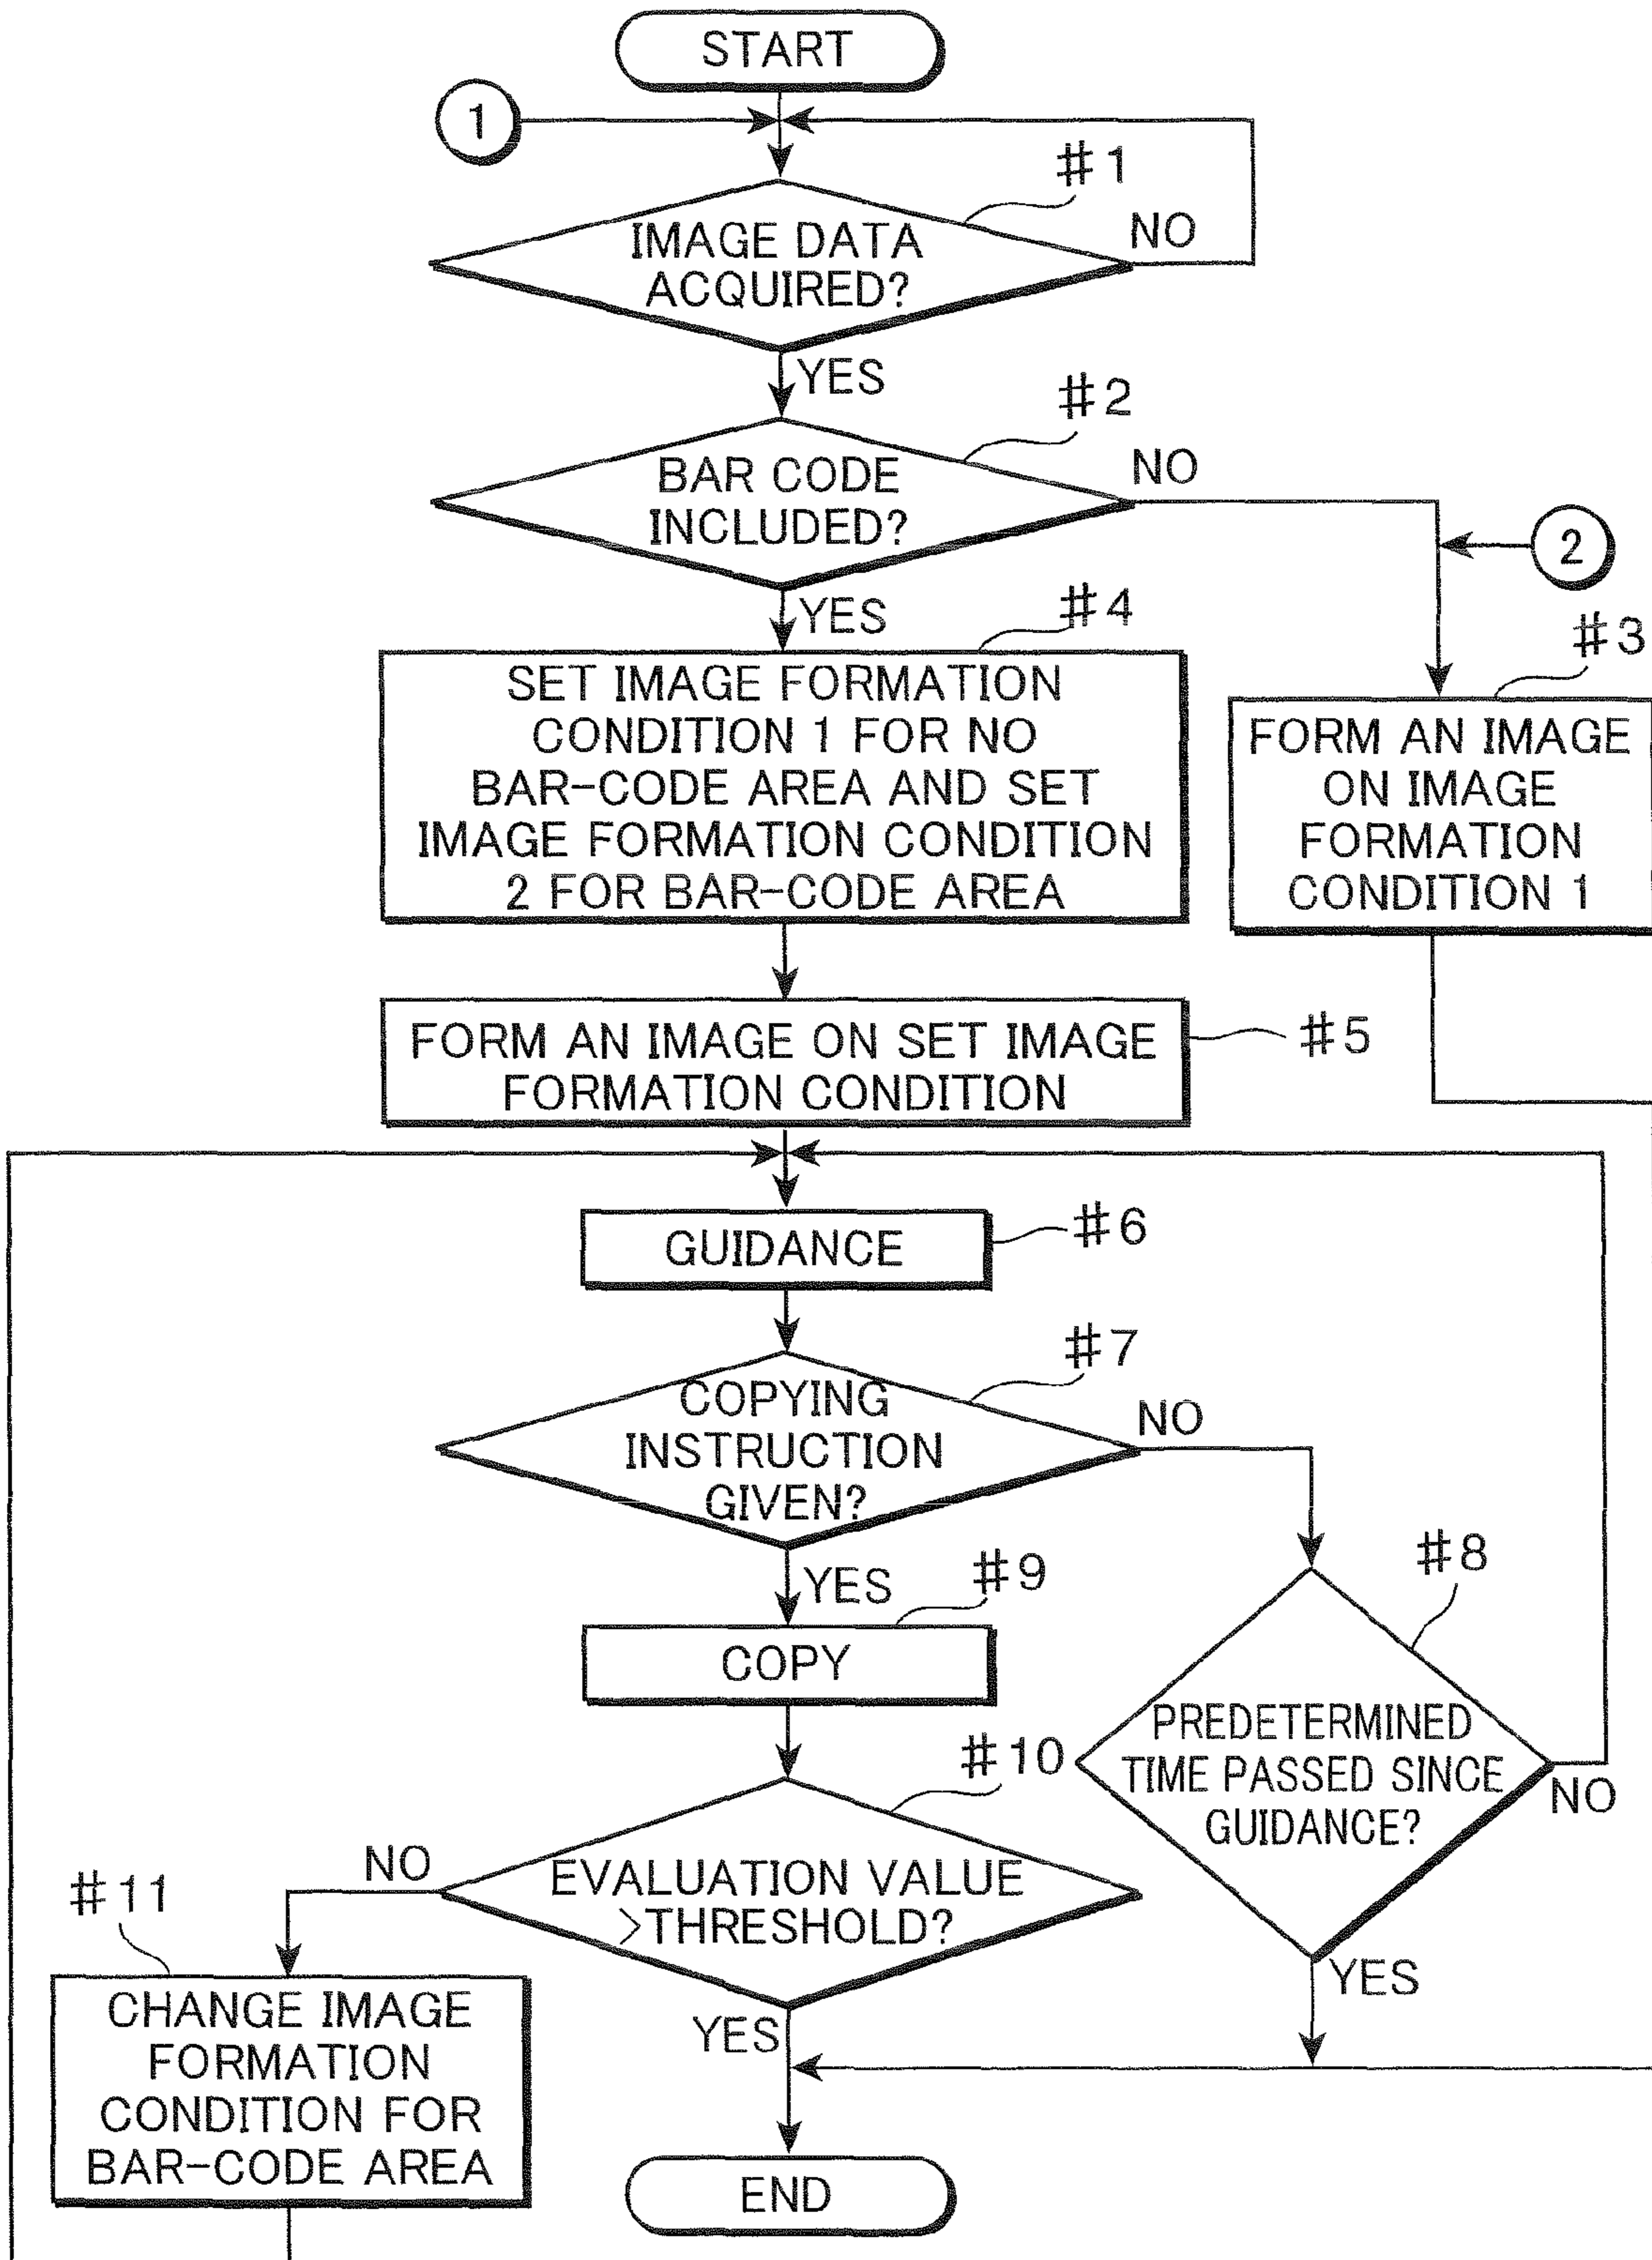 START
1
#1
IMAGE DATA
ACQUIRED?
NO
YES
#2
BAR CODE
INCLUDED?
NO
2
YES
#4
#3
SET IMAGE FORMATION
CONDITION 1 FOR NO
BAR-CODE AREA AND SET
IMAGE FORMATION CONDITION
2 FOR BAR-CODE AREA
FORM AN IMAGE
ON IMAGE
FORMATION
CONDITION 1
FORM AN IMAGE ON SET IMAGE
FORMATION CONDITION
#5
GUIDANCE
#6
#7
COPYING
INSTRUCTION
GIVEN?
NO
YES
#9
#8
COPY
PREDETERMINED
TIME PASSED SINCE
GUIDANCE?
NO
YES
#10
EVALUATION VALUE
>THRESHOLD?
NO
YES
#11
CHANGE IMAGE
FORMATION
CONDITION FOR
BAR-CODE AREA
END